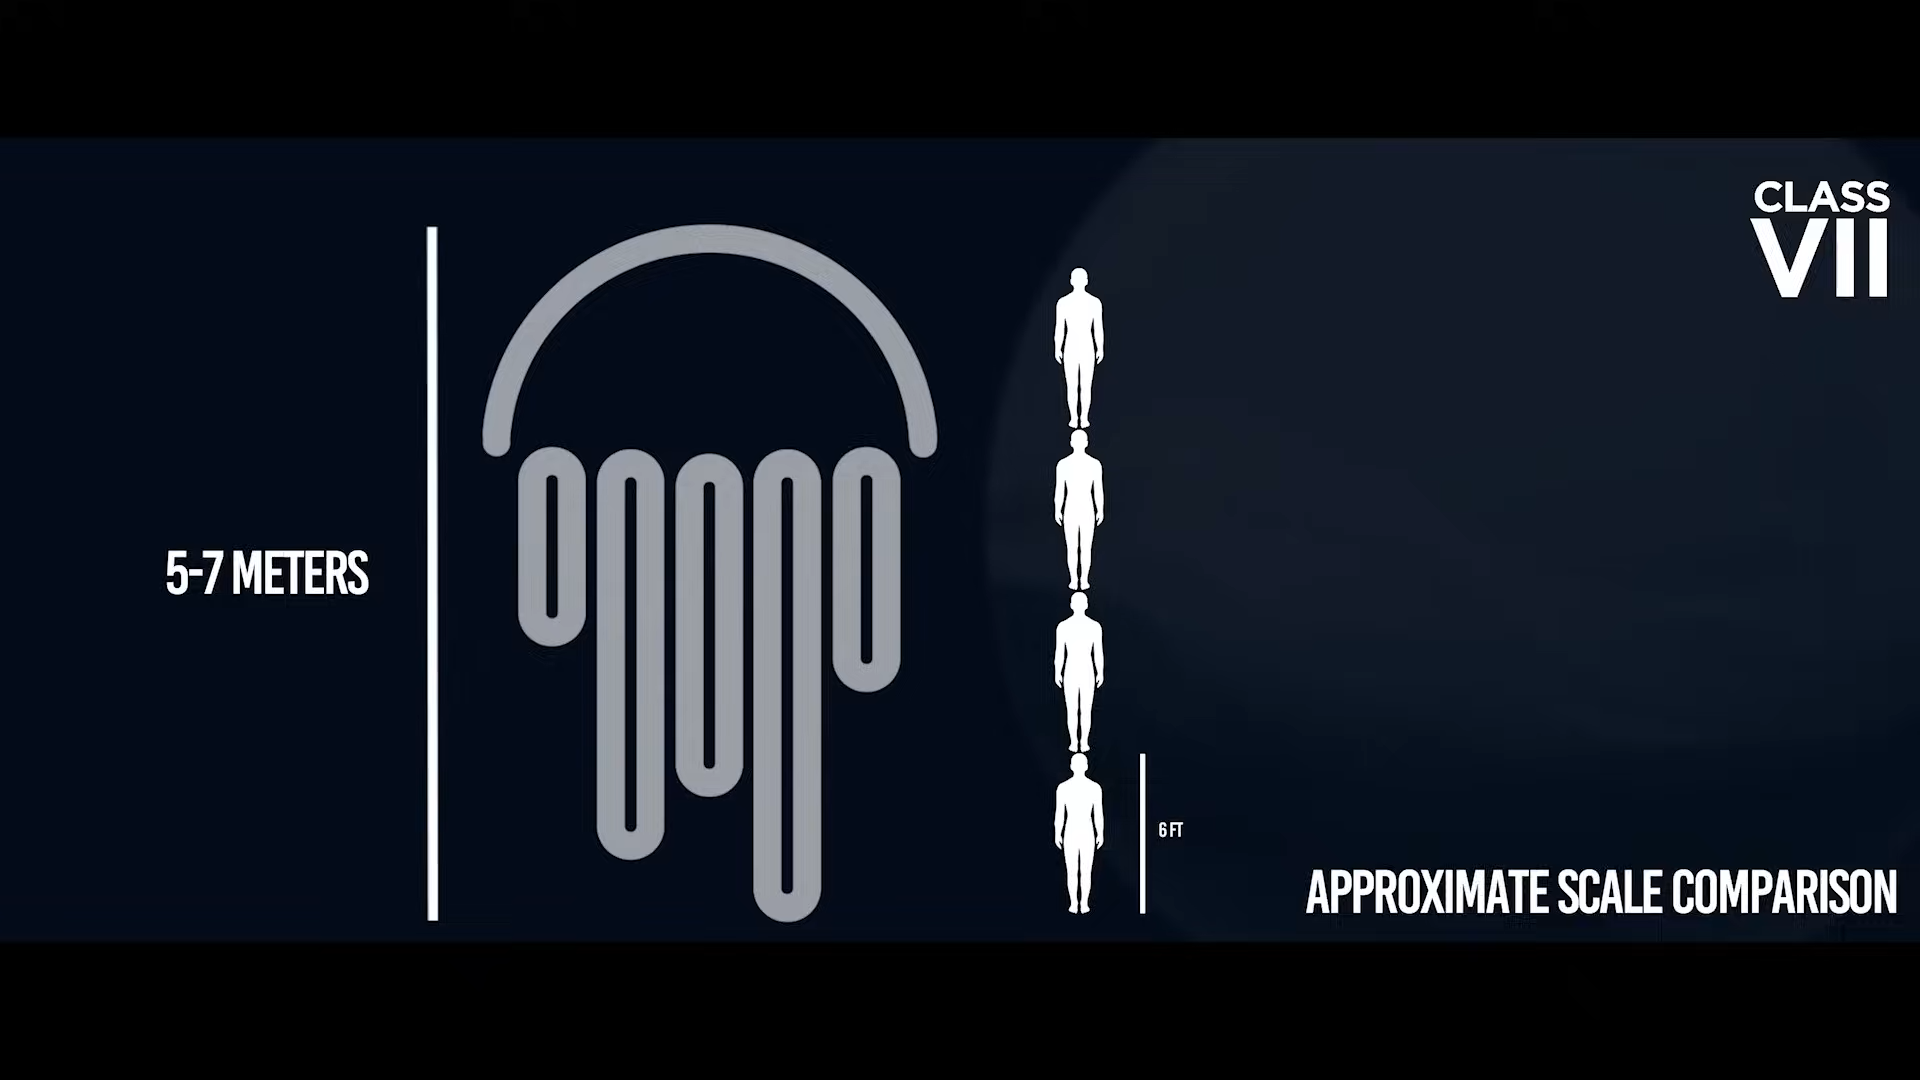 CLASS
VII
5-7 METERS
6 FT
APPROXIMATE SCALE COMPARISON